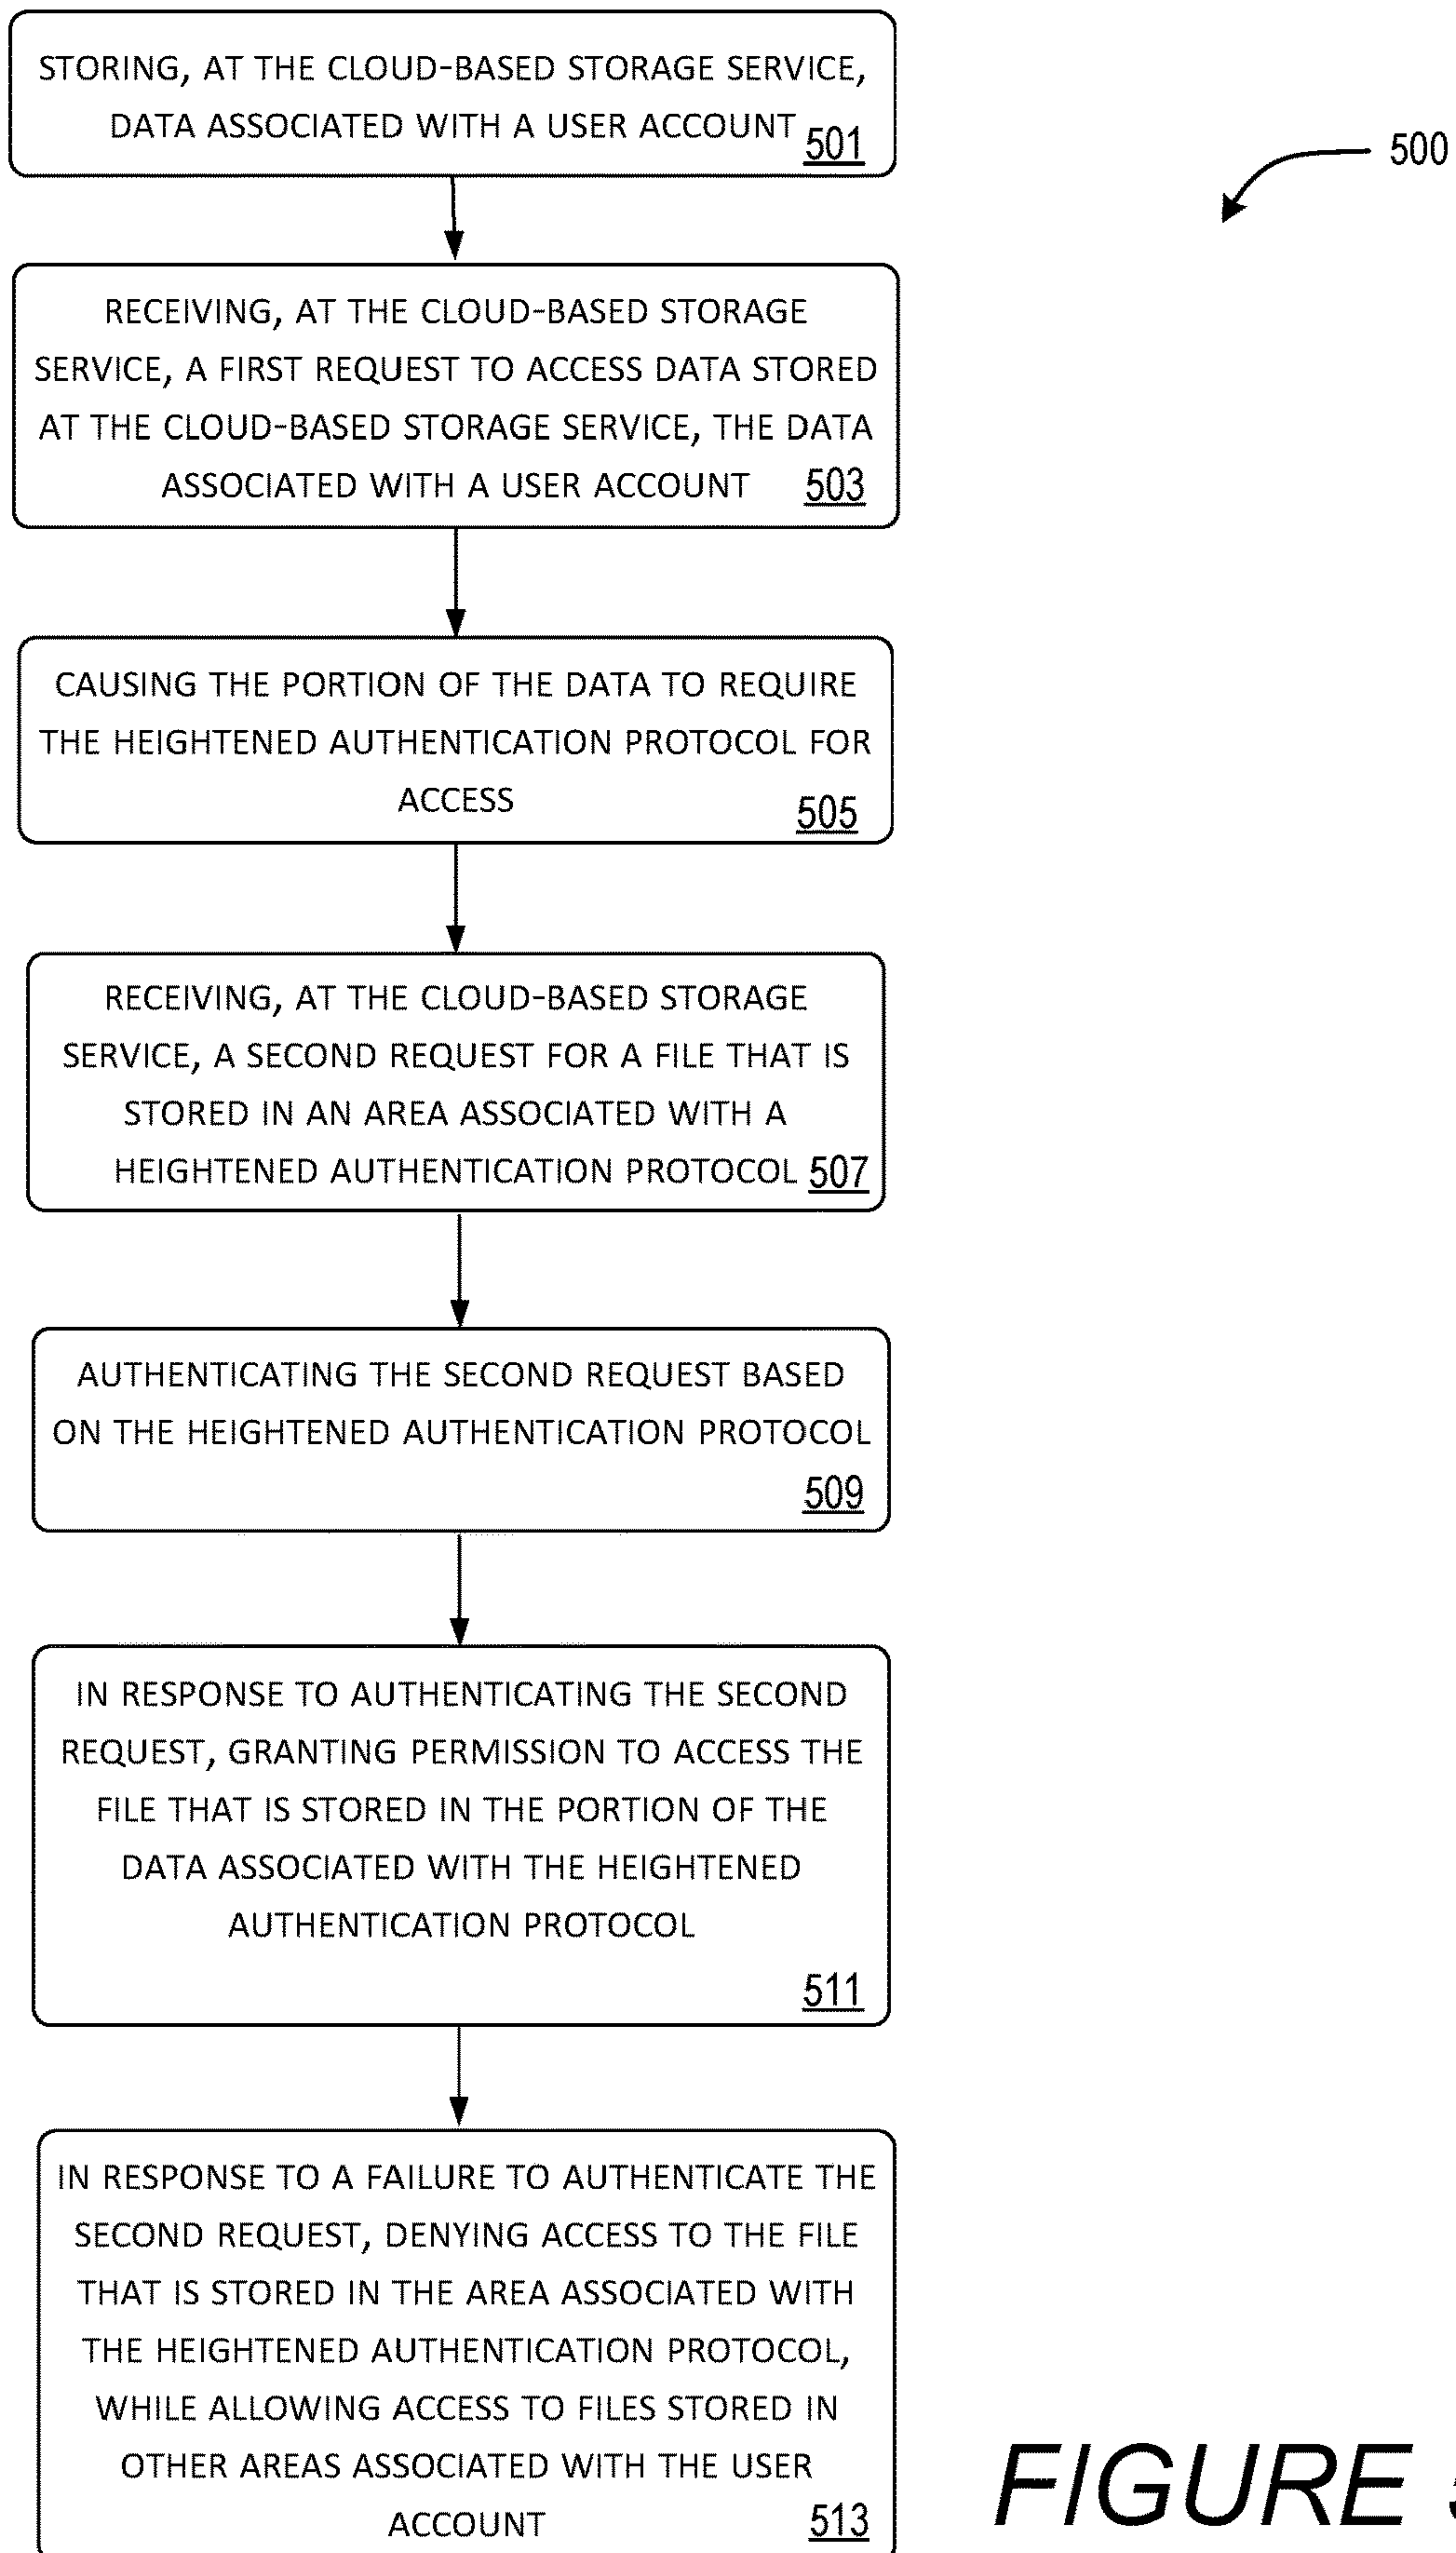 STORING, AT THE CLOUD-BASED STORAGE SERVICE,
DATA ASSOCIATED WITH A USER ACCOUNT 501
500
RECEIVING, AT THE CLOUD-BASED STORAGE
SERVICE, A FIRST REQUEST TO ACCESS DATA STORED
AT THE CLOUD-BASED STORAGE SERVICE, THE DATA
ASSOCIATED WITH A USER ACCOUNT 503
CAUSING THE PORTION OF THE DATA TO REQUIRE
THE HEIGHTENED AUTHENTICATION PROTOCOL FOR
ACCESS 505
RECEIVING, AT THE CLOUD-BASED STORAGE
SERVICE, A SECOND REQUEST FOR A FILE THAT IS
STORED IN AN AREA ASSOCIATED WITH A
HEIGHTENED AUTHENTICATION PROTOCOL 507
AUTHENTICATING THE SECOND REQUEST BASED
ON THE HEIGHTENED AUTHENTICATION PROTOCOL
509
IN RESPONSE TO AUTHENTICATING THE SECOND
REQUEST, GRANTING PERMISSION TO ACCESS THE
FILE THAT IS STORED IN THE PORTION OF THE
DATA ASSOCIATED WITH THE HEIGHTENED
AUTHENTICATION PROTOCOL
511
IN RESPONSE TO A FAILURE TO AUTHENTICATE THE
SECOND REQUEST, DENYING ACCESS TO THE FILE
THAT IS STORED IN THE AREA ASSOCIATED WITH
THE HEIGHTENED AUTHENTICATION PROTOCOL,
WHILE ALLOWING ACCESS TO FILES STORED IN
OTHER AREAS ASSOCIATED WITH THE USER
ACCOUNT 513
FIGURE